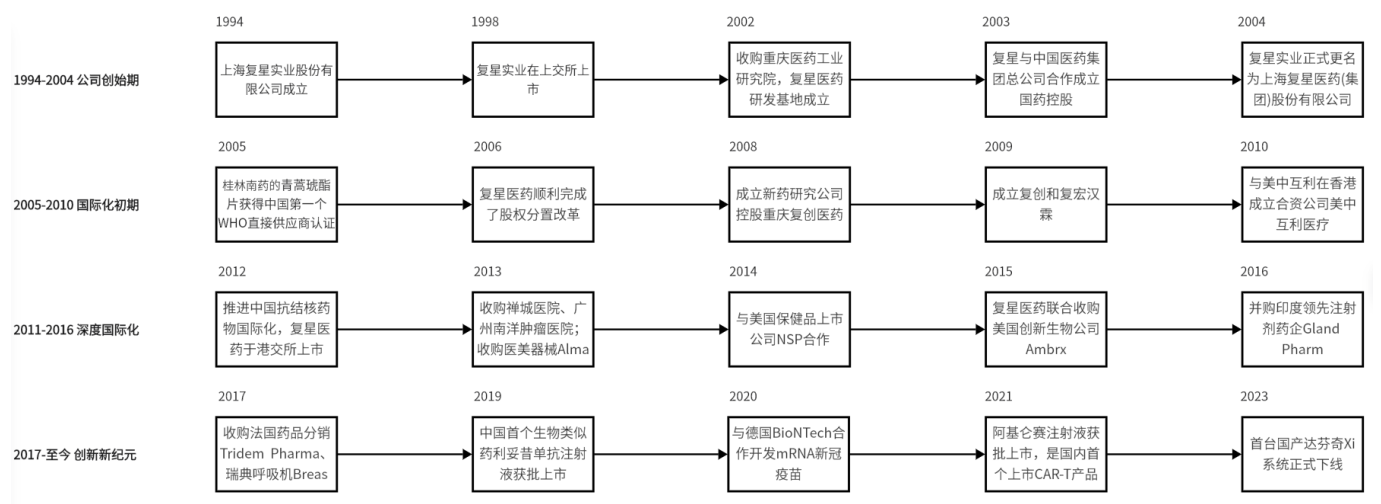 1994
1998
2002
2003
2004
1994-2004 公司创始期
上海复星实业股份有
限公司成立
复星实业在上交所上
市
收购重庆医药工业
研究院，复星医药
研发基地成立
复星与中国医药集
团总公司合作成立
国药控股
复星实业正式更名
为上海复星医药(集
团)股份有限公司
2005
2006
2008
2009
2010
2005-2010 国际化初期
桂林南药的青蒿琥酯
片获得中国第一个
WHO直接供应商认证
复星医药顺利完成
了股权分置改革
成立新药研究公司
控股重庆复创医药
成立复创和复宏汉
霖
与美中互利在香港
成立合资公司美中
互利医疗
2012
2013
2014
2015
2016
2011-2016 深度国际化
推进中国抗结核药
物国际化，复星医
药于港交所上市
收购禅城医院、广
州南洋肿瘤医院；
收购医美器械Alma
与美国保健品上市
公司NSP合作
复星医药联合收购
美国创新生物公司
Ambrx
并购印度领先注射
剂药企Gland
Pharm
2017
2019
2020
2021
2023
2017-至今 创新新纪元
收购法国药品分销
Tridem Pharma、
瑞典呼吸机Breas
中国首个生物类似
药利妥昔单抗注射
液获批上市
与德国BioNTech合
作开发mRNA新冠
疫苗
阿基仑赛注射液获
批上市，是国内首
个上市CAR-T产品
首台国产达芬奇Xi
系统正式下线